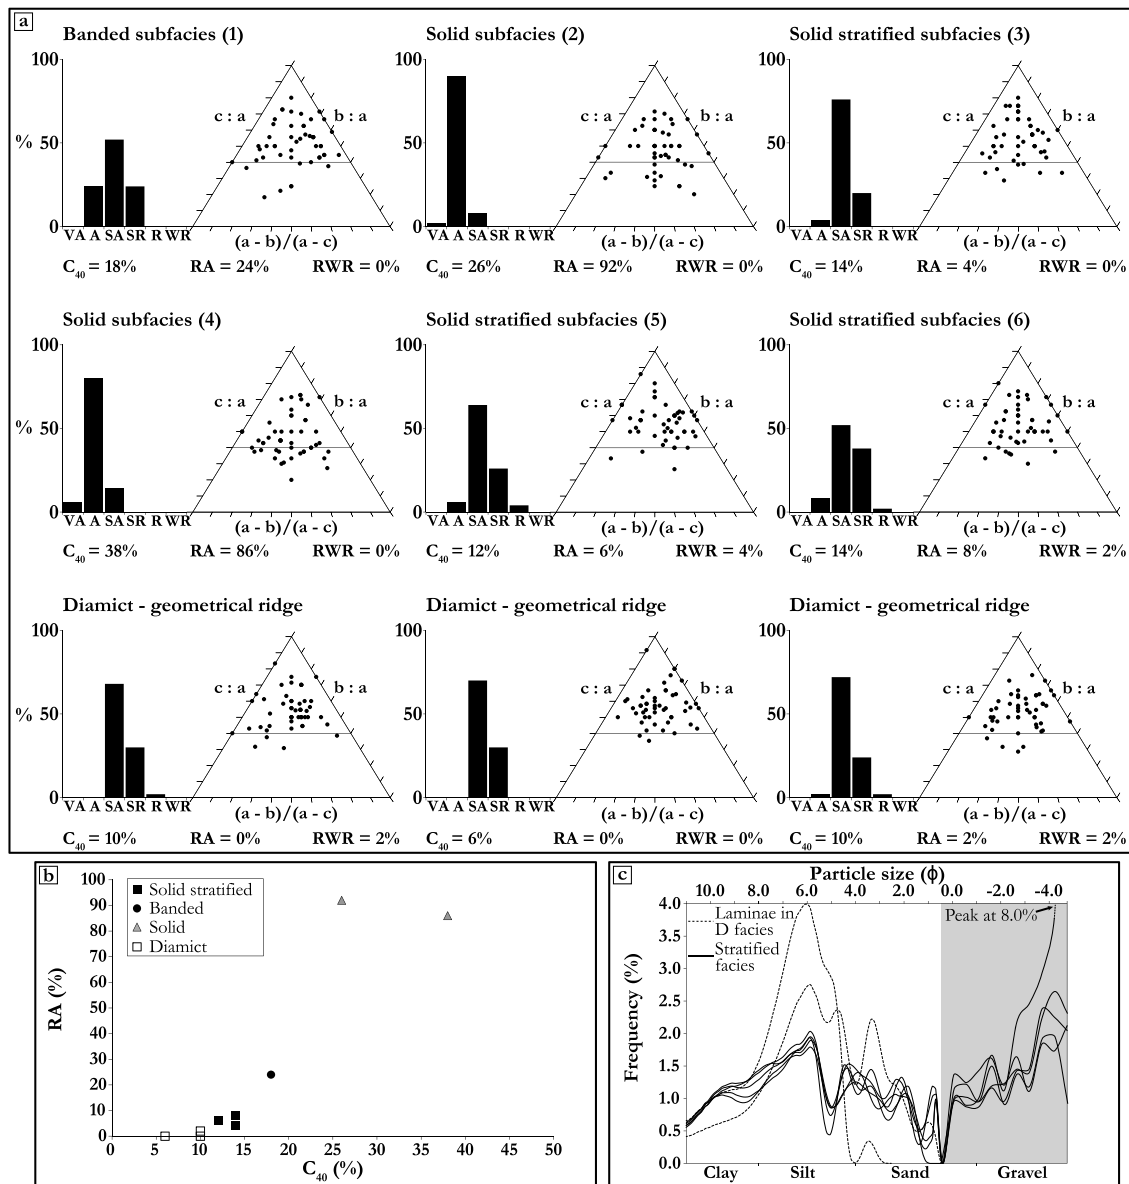 a
Banded subfacies (1)
100
%
50
0
VA A SA SR R WR
c : a
b : a
(a - b)/(a - c)
C40 = 18%
RA = 24%
RWR = 0%
Solid subfacies (2)
100
50
0
VA A SA SR R WR
c : a
b : a
(a - b)/(a - c)
C40 = 26%
RA = 92%
RWR = 0%
Solid stratified subfacies (3)
100
50
0
VA A SA SR R WR
c : a
b : a
(a - b)/(a - c)
C40 = 14%
RA = 4%
RWR = 0%
Solid subfacies (4)
100
%
50
0
VA A SA SR R WR
c : a
b : a
(a - b)/(a - c)
C40 = 38%
RA = 86%
RWR = 0%
Solid stratified subfacies (5)
100
50
0
VA A SA SR R WR
c : a
b : a
(a - b)/(a - c)
C40 = 12%
RA = 6%
RWR = 4%
Solid stratified subfacies (6)
100
50
0
VA A SA SR R WR
c : a
b : a
(a - b)/(a - c)
C40 = 14%
RA = 8%
RWR = 2%
Diamict - geometrical ridge
100
%
50
0
VA A SA SR R WR
c : a
b : a
(a - b)/(a - c)
C40 = 10%
RA = 0%
RWR = 2%
Diamict - geometrical ridge
100
50
0
VA A SA SR R WR
c : a
b : a
(a - b)/(a - c)
C40 = 6%
RA = 0%
RWR = 0%
Diamict - geometrical ridge
100
50
0
VA A SA SR R WR
c : a
b : a
(a - b)/(a - c)
C40 = 10%
RA = 2%
RWR = 2%
b
100
90
80
70
60
50
40
30
20
10
0
RA (%)
Solid stratified
Banded
Solid
Diamict
0 5 10 15 20 25 30 35 40 45 50
C40 (%)
c
Particle size (ϕ)
10.0 8.0 6.0 4.0 2.0 0.0 -2.0 -4.0
4.0
3.5
3.0
2.5
2.0
1.5
1.0
0.5
0.0
Frequency (%)
Laminae in
D facies
Stratified
facies
Peak at 8.0%
Clay Silt Sand Gravel